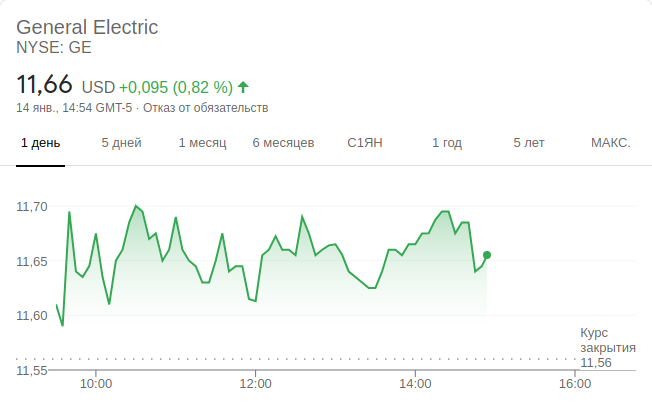 General Electric
NYSE: GE
11,66 USD +0,095 (0,82 %)
14 янв., 14:54 GMT-5 · Отказ от обязательств
1 день 5 дней 1 месяц 6 месяцев С1ЯН 1 год 5 лет МАКС.
11,70
11,65
11,60
Курс
закрытия
11,56
11,55
10:00 12:00 14:00 16:00